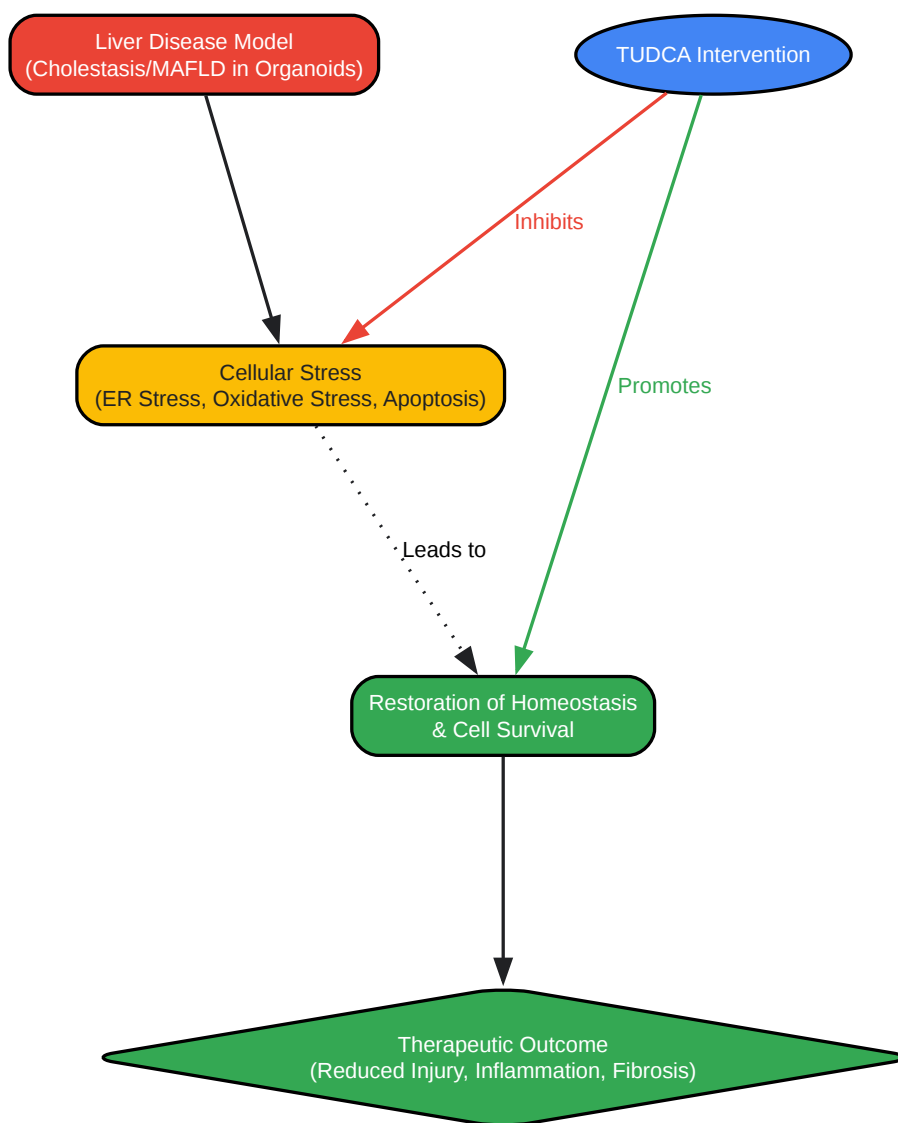 Liver Disease Model
(Cholestasis/MAFLD in Organoids)
TUDCA Intervention
Inhibits
Cellular Stress
(ER Stress, Oxidative Stress, Apoptosis)
Promotes
Leads to
Restoration of Homeostasis
& Cell Survival
Therapeutic Outcome
(Reduced Injury, Inflammation, Fibrosis)